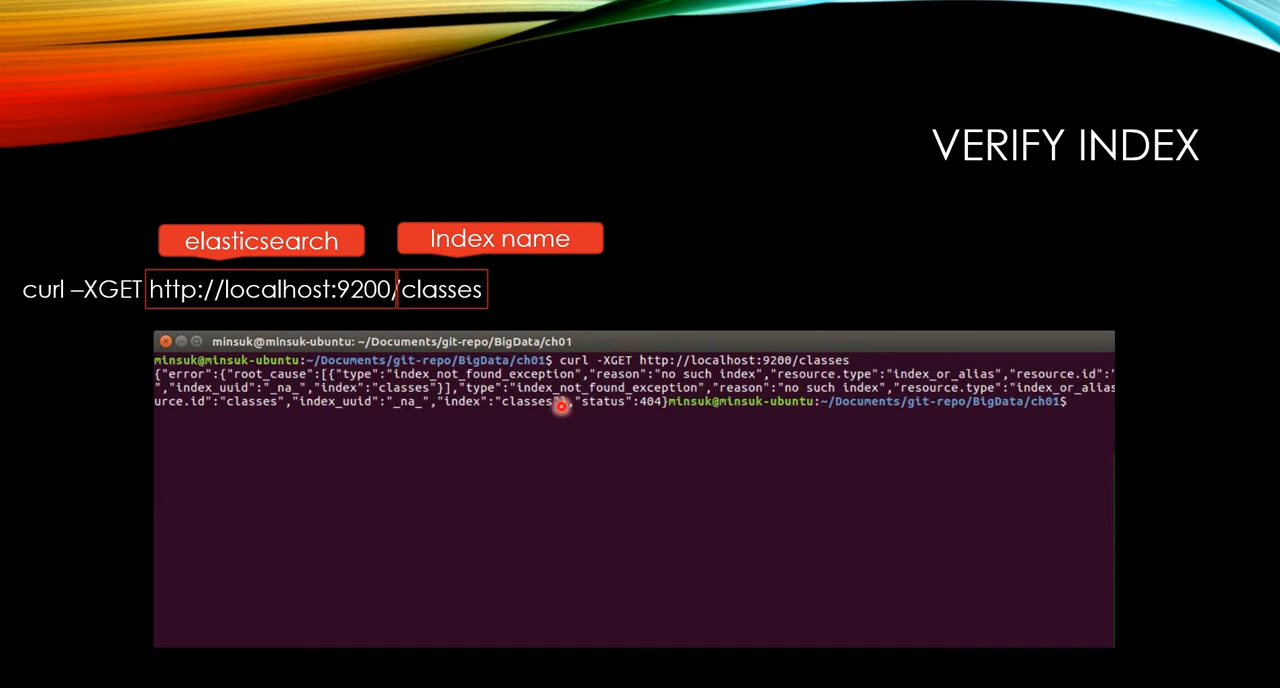 VERIFY INDEX
elasticsearch
Index name
curl –XGET http://localhost:9200/classes
minsuk@minsuk-ubuntu: ~/Documents/git-repo/BigData/ch01
minsuk@minsuk-ubuntu:~/Documents/git-repo/BigData/ch01$ curl -XGET http://localhost:9200/classes
{"error":{"root_cause":[{"type":"index_not_found_exception","reason":"no such index","resource.type":"index_or_alias","resource.id":"
","index_uuid":"_na_","index":"classes"}],"type":"index_not_found_exception","reason":"no such index","resource.type":"index_or_alias
urce.id":"classes","index_uuid":"_na_","index":"classes"},"status":404}minsuk@minsuk-ubuntu:~/Documents/git-repo/BigData/ch01$